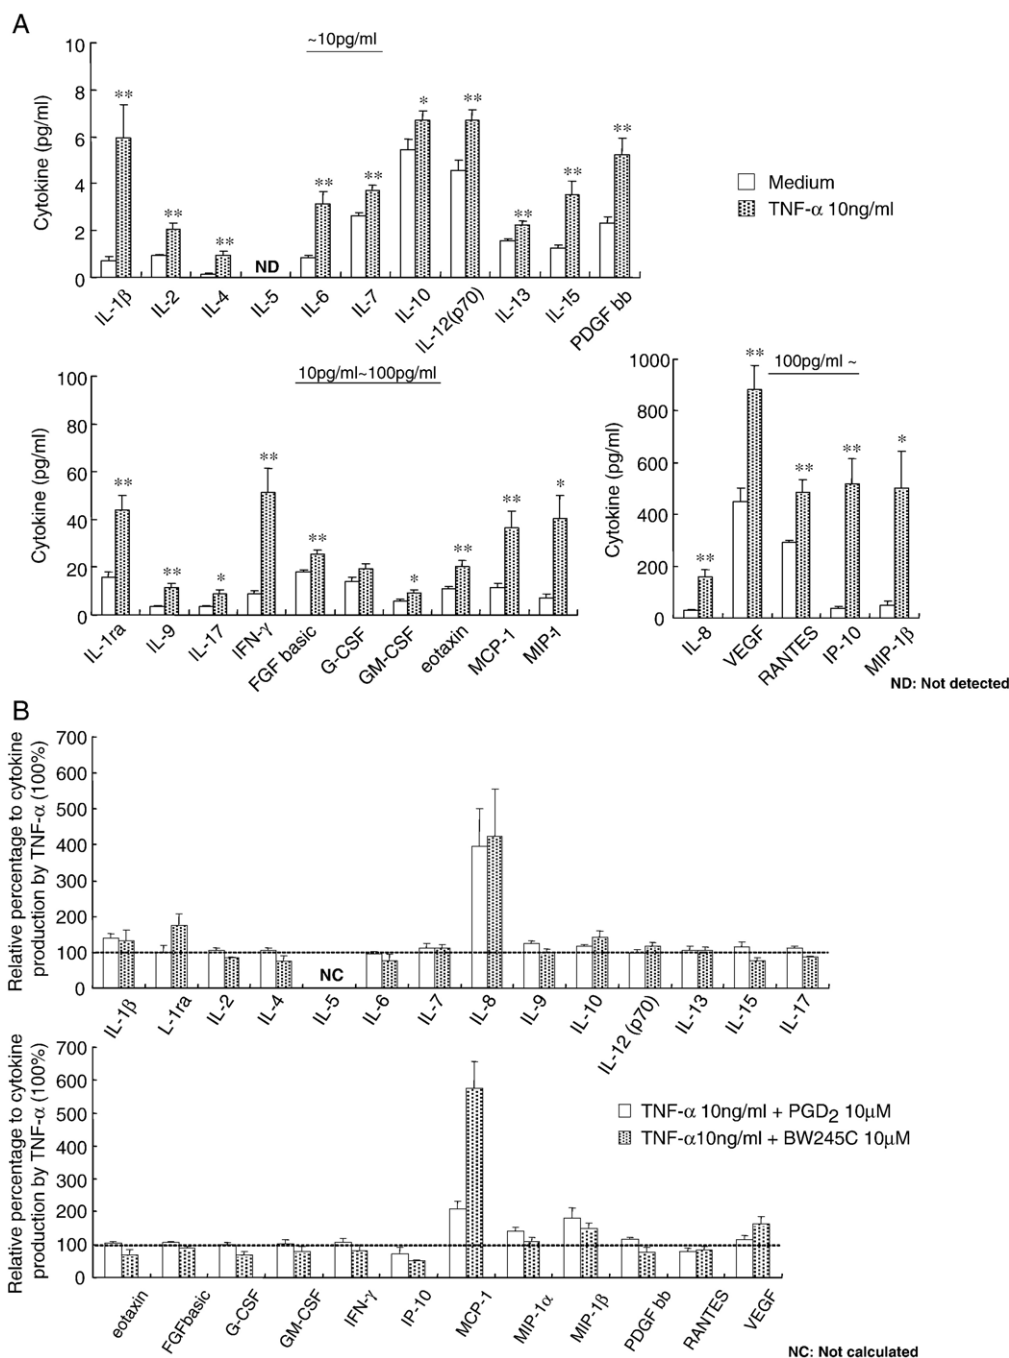 A
~10pg/ml
10
8
6
4
2
0
Cytokine (pg/ml)
**
**
**
ND
**
**
*
**
**
**
**
IL-1β
IL-2
IL-4
IL-5
IL-6
IL-7
IL-10
IL-12(p70)
IL-13
IL-15
PDGF bb
Medium
TNF-α 10ng/ml
10pg/ml~100pg/ml
100
80
60
40
20
0
Cytokine (pg/ml)
**
**
*
**
**
*
**
**
*
IL-1ra
IL-9
IL-17
IFN-γ
FGF basic
G-CSF
GM-CSF
eotaxin
MCP-1
MIP-1
100pg/ml ~
1000
800
600
400
200
0
Cytokine (pg/ml)
**
**
**
**
*
IL-8
VEGF
RANTES
IP-10
MIP-1β
ND: Not detected
B
Relative percentage to cytokine
production by TNF-α (100%)
700
600
500
400
300
200
100
0
NC
IL-1β
L-1ra
IL-2
IL-4
IL-5
IL-6
IL-7
IL-8
IL-9
IL-10
IL-12 (p70)
IL-13
IL-15
IL-17
Relative percentage to cytokine
production by TNF-α (100%)
700
600
500
400
300
200
100
0
TNF-α 10ng/ml + PGD2 10μM
TNF-α10ng/ml + BW245C 10μM
eotaxin
FGFbasic
G-CSF
GM-CSF
IFN-γ
IP-10
MCP-1
MIP-1α
MIP-1β
PDGF bb
RANTES
VEGF
NC: Not calculated